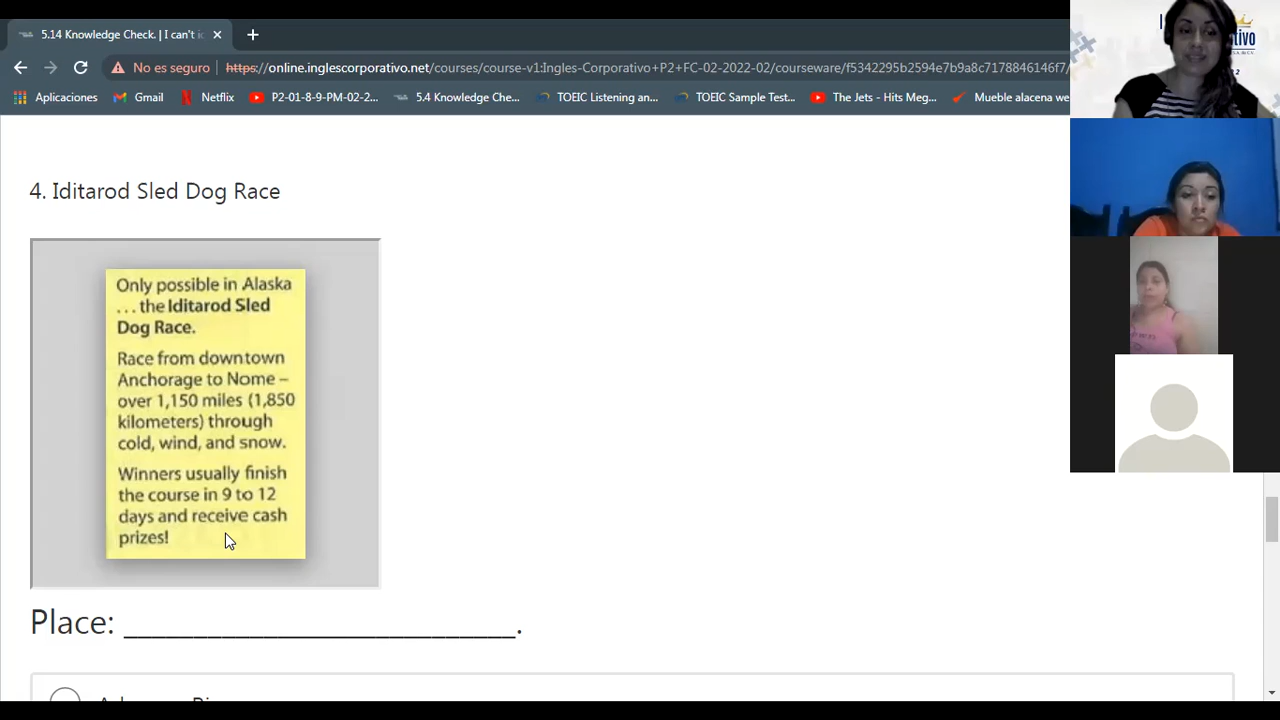 5.14 Knowledge Check. | I can't ic
No es seguro
https://online.inglescorporativo.net/courses/course-v1:Ingles-Corporativo+P2+FC-02-2022-02/courseware/f5342295b2594e7b9a8c7178846146f7/
Aplicaciones
Gmail
Netflix
P2-01-8-9-PM-02-2...
5.4 Knowledge Che...
TOEIC Listening an...
TOEIC Sample Test...
The Jets - Hits Meg...
Mueble alacena we
4. Iditarod Sled Dog Race
Only possible in Alaska
... the Iditarod Sled
Dog Race.
Race from downtown
Anchorage to Nome –
over 1,150 miles (1,850
kilometers) through
cold, wind, and snow.
Winners usually finish
the course in 9 to 12
days and receive cash
prizes!
Place: ____________________________.